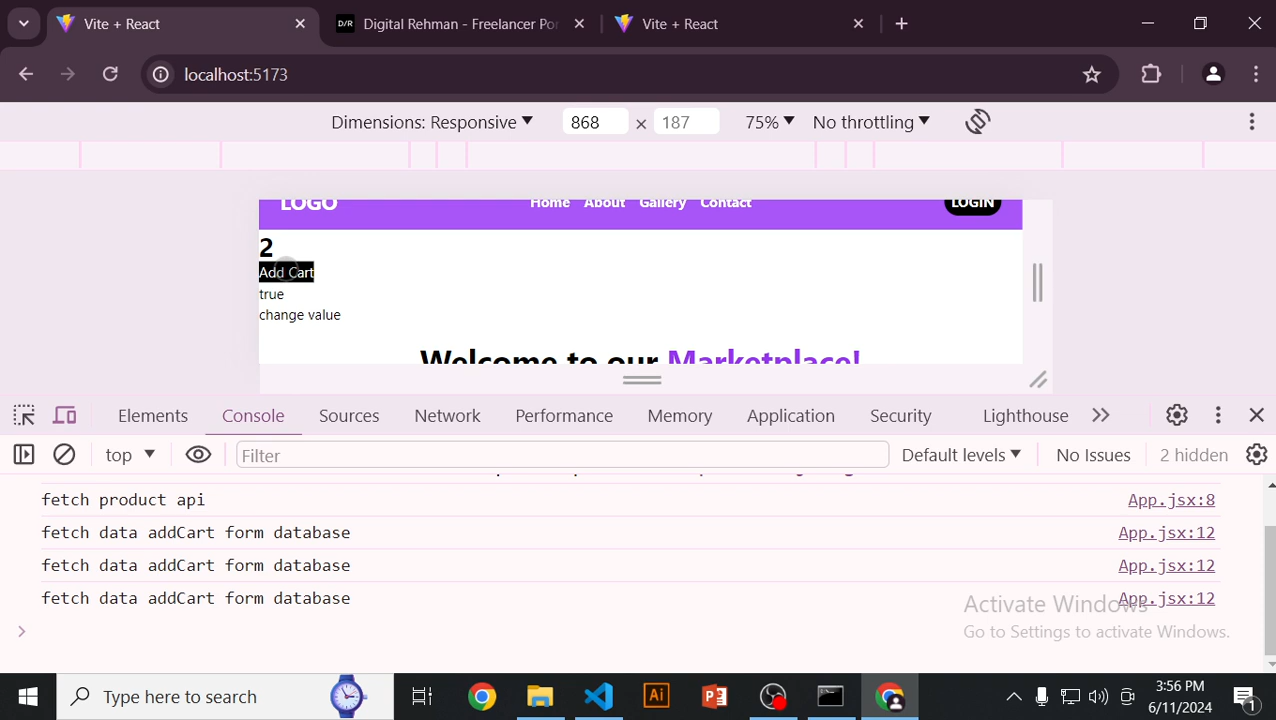 Vite + React
Digital Rehman - Freelancer Por
Vite + React
localhost:5173
Dimensions: Responsive
868 × 187
75%
No throttling
LOGO
Home About Gallery Contact
LOGIN
2
Add Cart
true
change value
Welcome to our Marketplace!
Elements Console Sources Network Performance Memory Application Security Lighthouse
top
Filter
Default levels
No Issues
2 hidden
fetch product api App.jsx:8
fetch data addCart form database App.jsx:12
fetch data addCart form database App.jsx:12
fetch data addCart form database App.jsx:12
Activate Windows
Go to Settings to activate Windows.
Type here to search
3:56 PM
6/11/2024
1